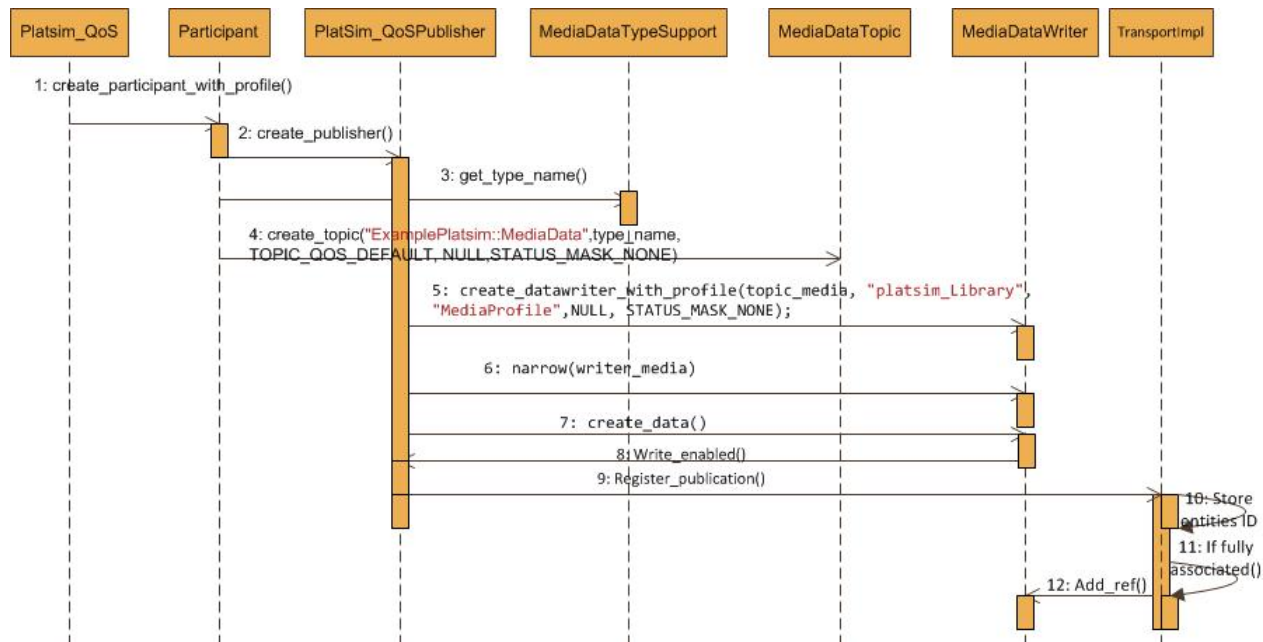 Platsim_QoS
Participant
PlatSim_QoSPublisher
MediaDataTypeSupport
MediaDataTopic
MediaDataWriter
TransportImpl
1: create_participant_with_profile()
2: create_publisher()
3: get_type_name()
4: create_topic("ExamplePlatsim::MediaData",type_name,
TOPIC_QOS_DEFAULT, NULL,STATUS_MASK_NONE)
5: create_datawriter_with_profile(topic_media, "platsim_Library",
"MediaProfile",NULL, STATUS_MASK_NONE);
6: narrow(writer_media)
7: create_data()
8:Write_enabled()
9: Register_publication()
10: Store
entities ID
11: If fully
associated()
12: Add_ref()